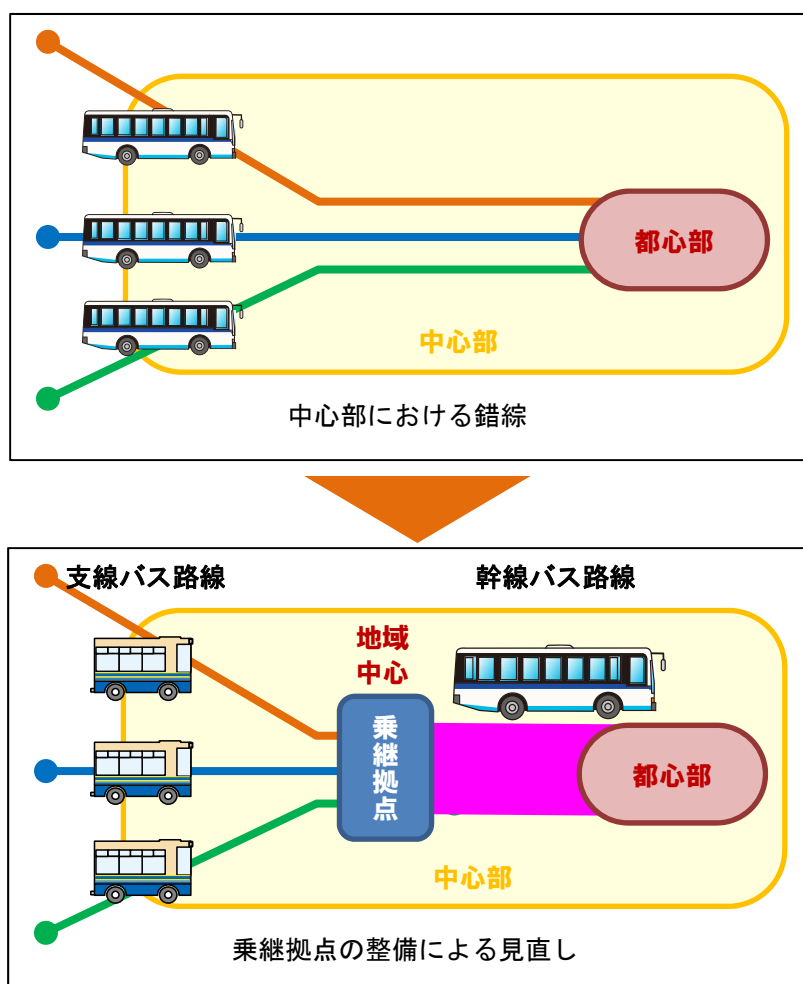 都心部
中心部
中心部における錯綜
支線バス路線
幹線バス路線
地域
中心
乗継拠点
都心部
中心部
乗継拠点の整備による見直し